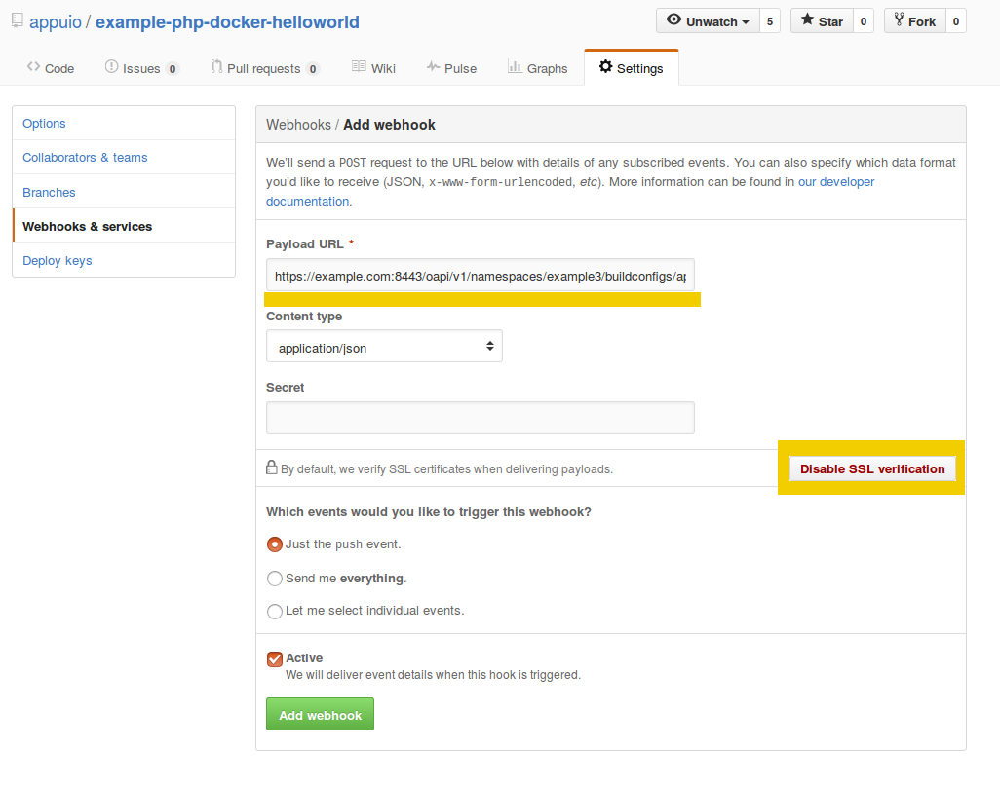 appuio / example-php-docker-helloworld
Unwatch 5 Star 0 Fork 0
Code Issues 0 Pull requests 0 Wiki Pulse Graphs Settings
Options
Collaborators & teams
Branches
Webhooks & services
Deploy keys
Webhooks / Add webhook
We'll send a POST request to the URL below with details of any subscribed events. You can also specify which data format
you'd like to receive (JSON, x-www-form-urlencoded, etc). More information can be found in our developer
documentation.
Payload URL *
https://example.com:8443/oapi/v1/namespaces/example3/buildconfigs/ap
Content type
application/json
Secret
By default, we verify SSL certificates when delivering payloads.
Disable SSL verification
Which events would you like to trigger this webhook?
Just the push event.
Send me everything.
Let me select individual events.
Active
We will deliver event details when this hook is triggered.
Add webhook